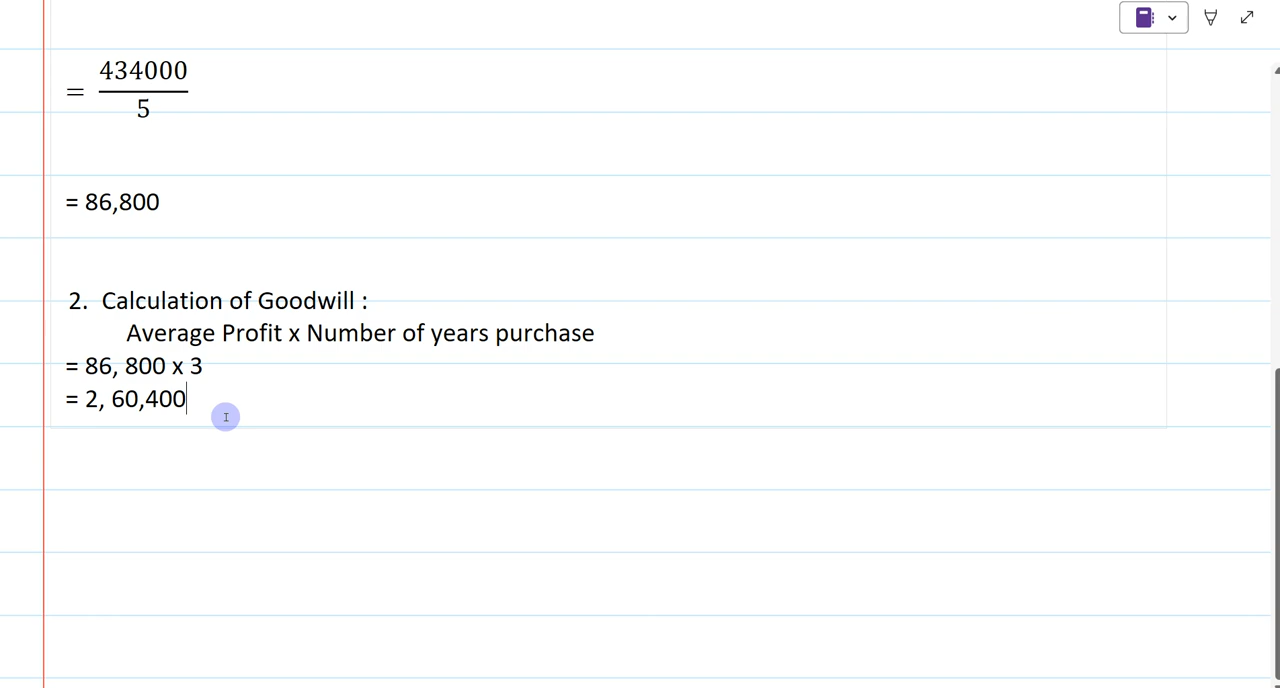 = 434000
5
= 86,800
2. Calculation of Goodwill :
Average Profit x Number of years purchase
= 86, 800 x 3
= 2, 60,400